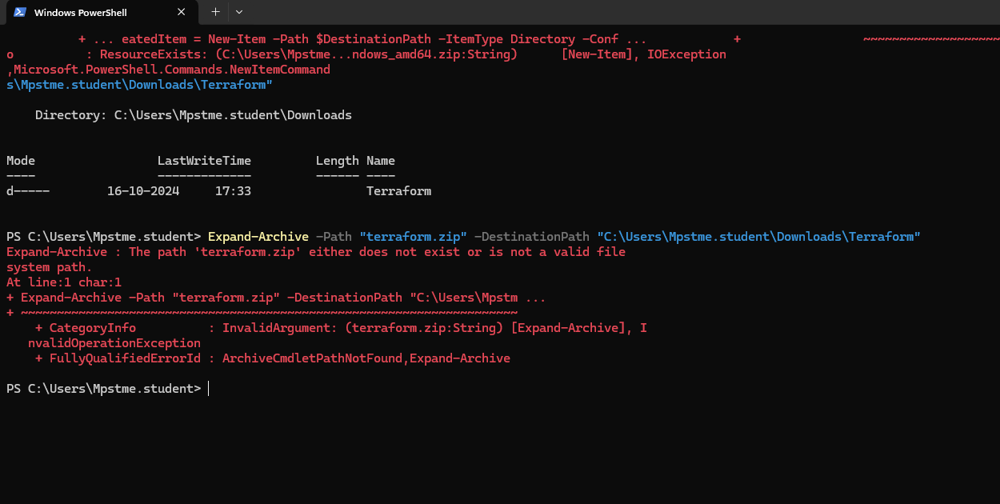 Windows PowerShell
+ ... eatedItem = New-Item -Path $DestinationPath -ItemType Directory -Conf ... + ~~~~~~~~~~~~~~~~~~~
o : ResourceExists: (C:\Users\Mpstme...ndows_amd64.zip:String) [New-Item], IOException
,Microsoft.PowerShell.Commands.NewItemCommand
s\Mpstme.student\Downloads\Terraform"
Directory: C:\Users\Mpstme.student\Downloads
Mode LastWriteTime Length Name
---- ------------- ------ ----
d----- 16-10-2024 17:33 Terraform
PS C:\Users\Mpstme.student> Expand-Archive -Path "terraform.zip" -DestinationPath "C:\Users\Mpstme.student\Downloads\Terraform"
Expand-Archive : The path 'terraform.zip' either does not exist or is not a valid file
system path.
At line:1 char:1
+ Expand-Archive -Path "terraform.zip" -DestinationPath "C:\Users\Mpstm ...
+ ~~~~~~~~~~~~~~~~~~~~~~~~~~~~~~~~~~~~~~~~~~~~~~~~~~~~~~~~~~~~~~~~~~~~~
+ CategoryInfo : InvalidArgument: (terraform.zip:String) [Expand-Archive], I
nvalidOperationException
+ FullyQualifiedErrorId : ArchiveCmdletPathNotFound,Expand-Archive
PS C:\Users\Mpstme.student>